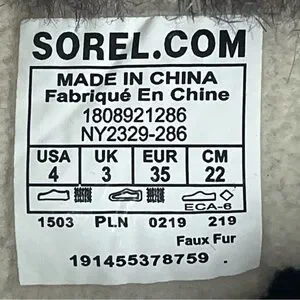 SOREL.COM
MADE IN CHINA
Fabriqué En Chine
1808921286
NY2329-286
USA UK EUR CM
4 3 35 22
ECA-6
1503 PLN 0219 219
Faux Fur
191455378759 .